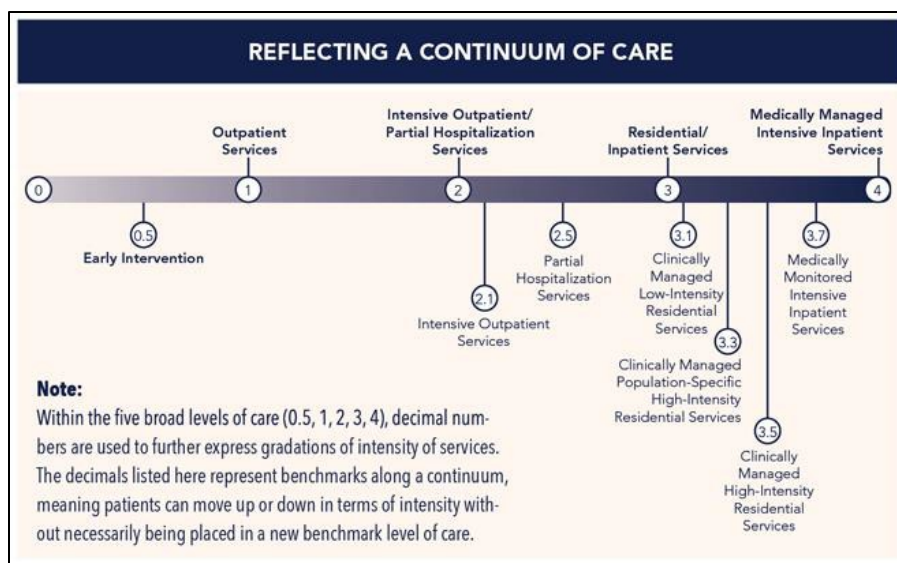 REFLECTING A CONTINUUM OF CARE
Outpatient
Services
Intensive Outpatient/
Partial Hospitalization
Services
Residential/
Inpatient Services
Medically Managed
Intensive Inpatient
Services
0
1
2
3
4
0.5
Early Intervention
2.1
Intensive Outpatient
Services
2.5
Partial
Hospitalization
Services
3.1
Clinically
Managed
Low-Intensity
Residential
Services
3.3
Clinically Managed
Population-Specific
High-Intensity
Residential Services
3.5
Clinically
Managed
High-Intensity
Residential
Services
3.7
Medically
Monitored
Intensive
Inpatient
Services
Note:
Within the five broad levels of care (0.5, 1, 2, 3, 4), decimal num-
bers are used to further express gradations of intensity of services.
The decimals listed here represent benchmarks along a continuum,
meaning patients can move up or down in terms of intensity with-
out necessarily being placed in a new benchmark level of care.